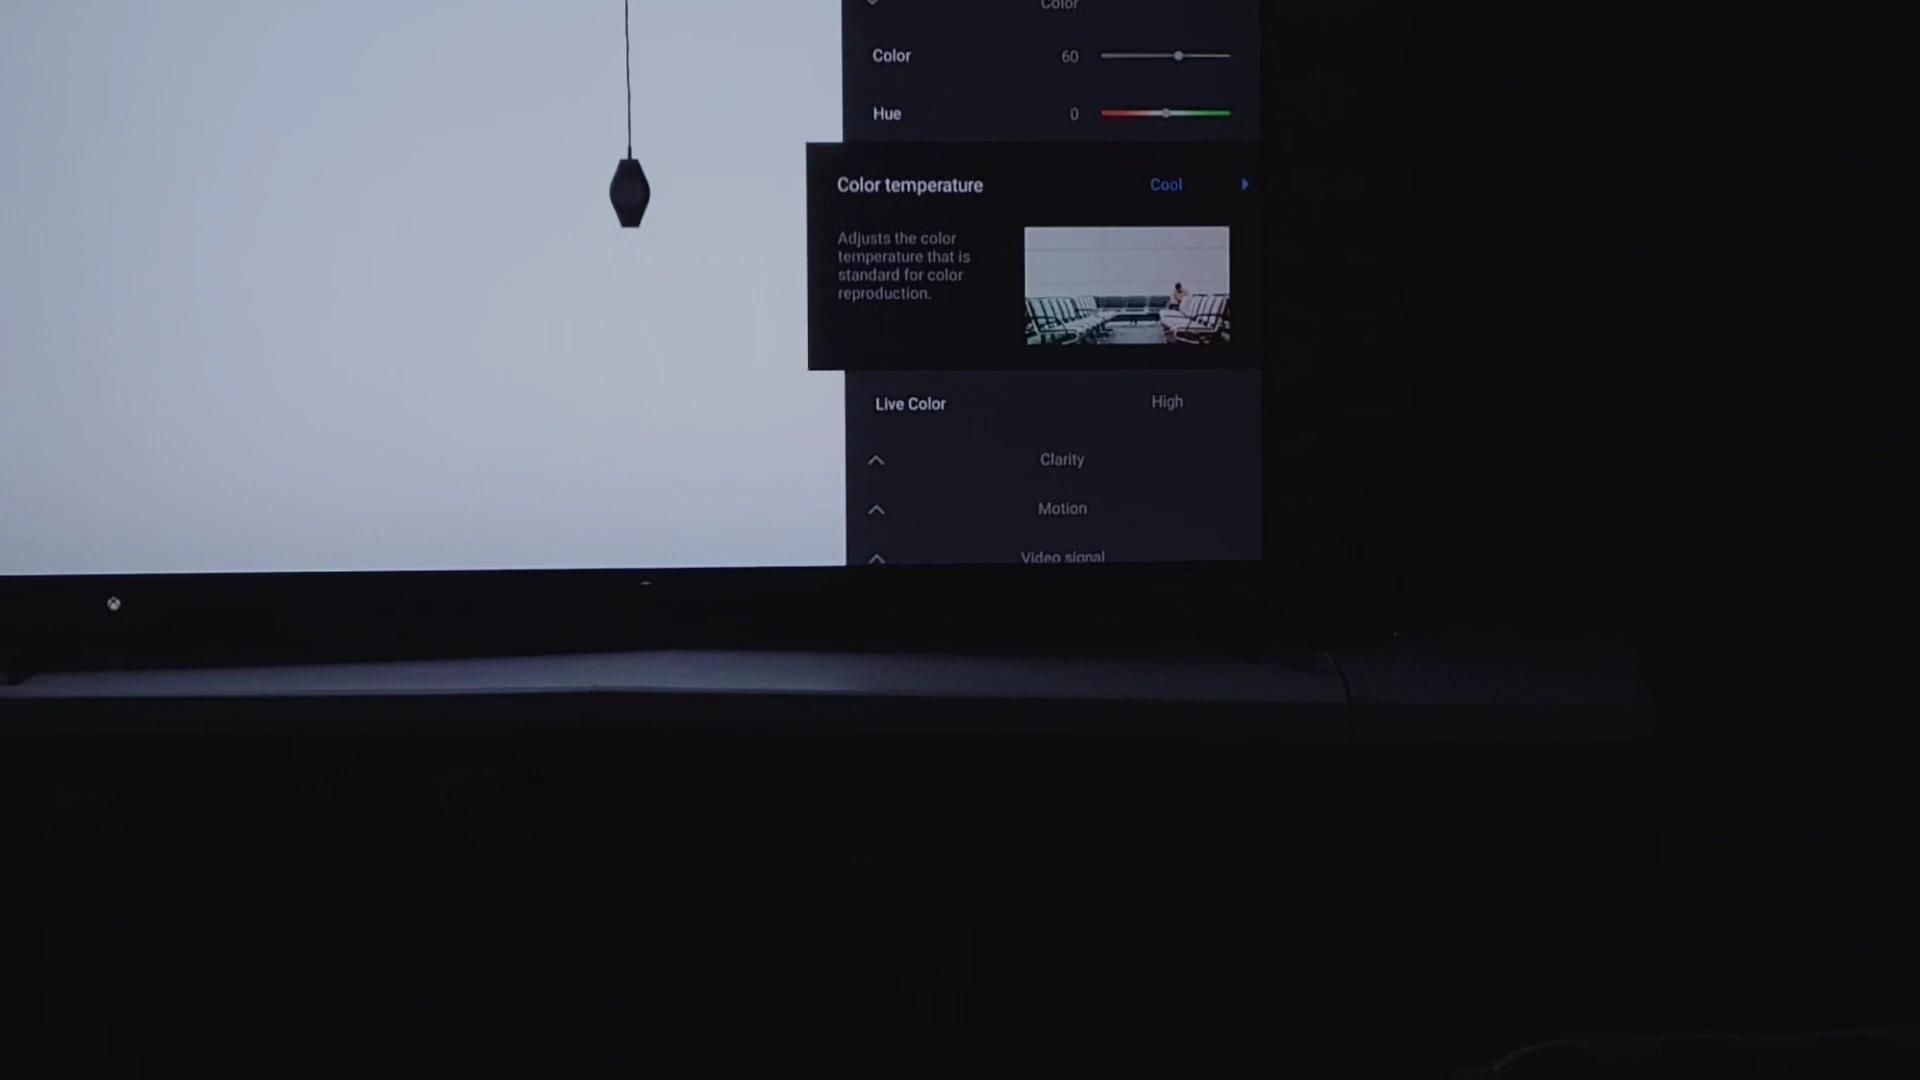 Color
Color 60
Hue 0
Color temperature Cool
Adjusts the color
temperature that is
standard for color
reproduction.
Live Color High
Clarity
Motion
Video signal